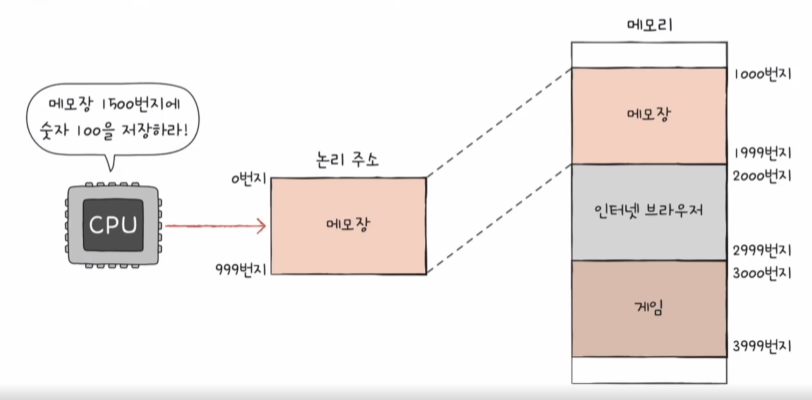 메모장 1500번지에
숫자 100을 저장하라!
CPU
논리 주소
0번지
메모장
999번지
메모리
1000번지
메모장
1999번지
2000번지
인터넷 브라우저
2999번지
3000번지
게임
3999번지